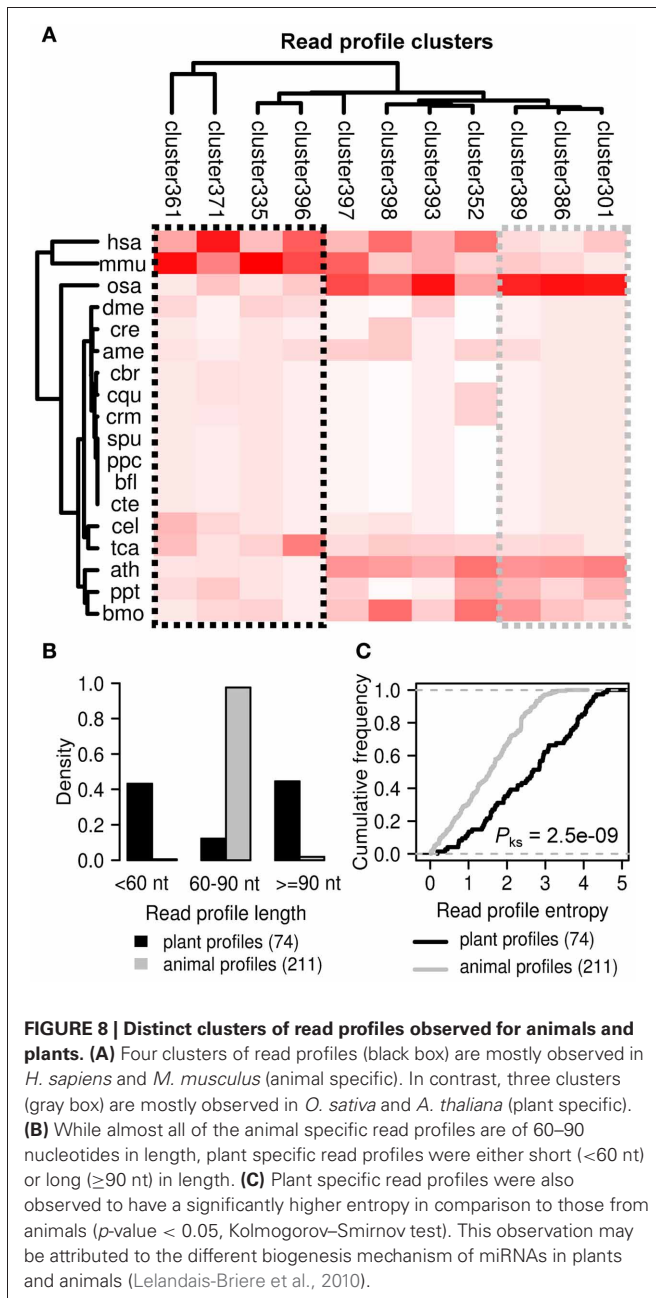 A
Read profile clusters
cluster361
cluster371
cluster335
cluster396
cluster397
cluster398
cluster393
cluster352
cluster389
cluster386
cluster301
hsa
mmu
osa
dme
cre
ame
cbr
cqu
crm
spu
ppc
bfl
cte
cel
tca
ath
ppt
bmo
B
Density
1.0
0.8
0.6
0.4
0.2
0.0
<60 nt 60-90 nt >=90 nt
Read profile length
plant profiles (74)
animal profiles (211)
C
Cumulative frequency
1.0
0.8
0.6
0.4
0.2
0.0
Pks = 2.5e-09
0 1 2 3 4 5
Read profile entropy
plant profiles (74)
animal profiles (211)
FIGURE 8 | Distinct clusters of read profiles observed for animals and
plants. (A) Four clusters of read profiles (black box) are mostly observed in
H. sapiens and M. musculus (animal specific). In contrast, three clusters
(gray box) are mostly observed in O. sativa and A. thaliana (plant specific).
(B) While almost all of the animal specific read profiles are of 60–90
nucleotides in length, plant specific read profiles were either short (<60 nt)
or long (≥90 nt) in length. (C) Plant specific read profiles were also
observed to have a significantly higher entropy in comparison to those from
animals (p-value < 0.05, Kolmogorov–Smirnov test). This observation may
be attributed to the different biogenesis mechanism of miRNAs in plants
and animals (Lelandais-Briere et al., 2010).